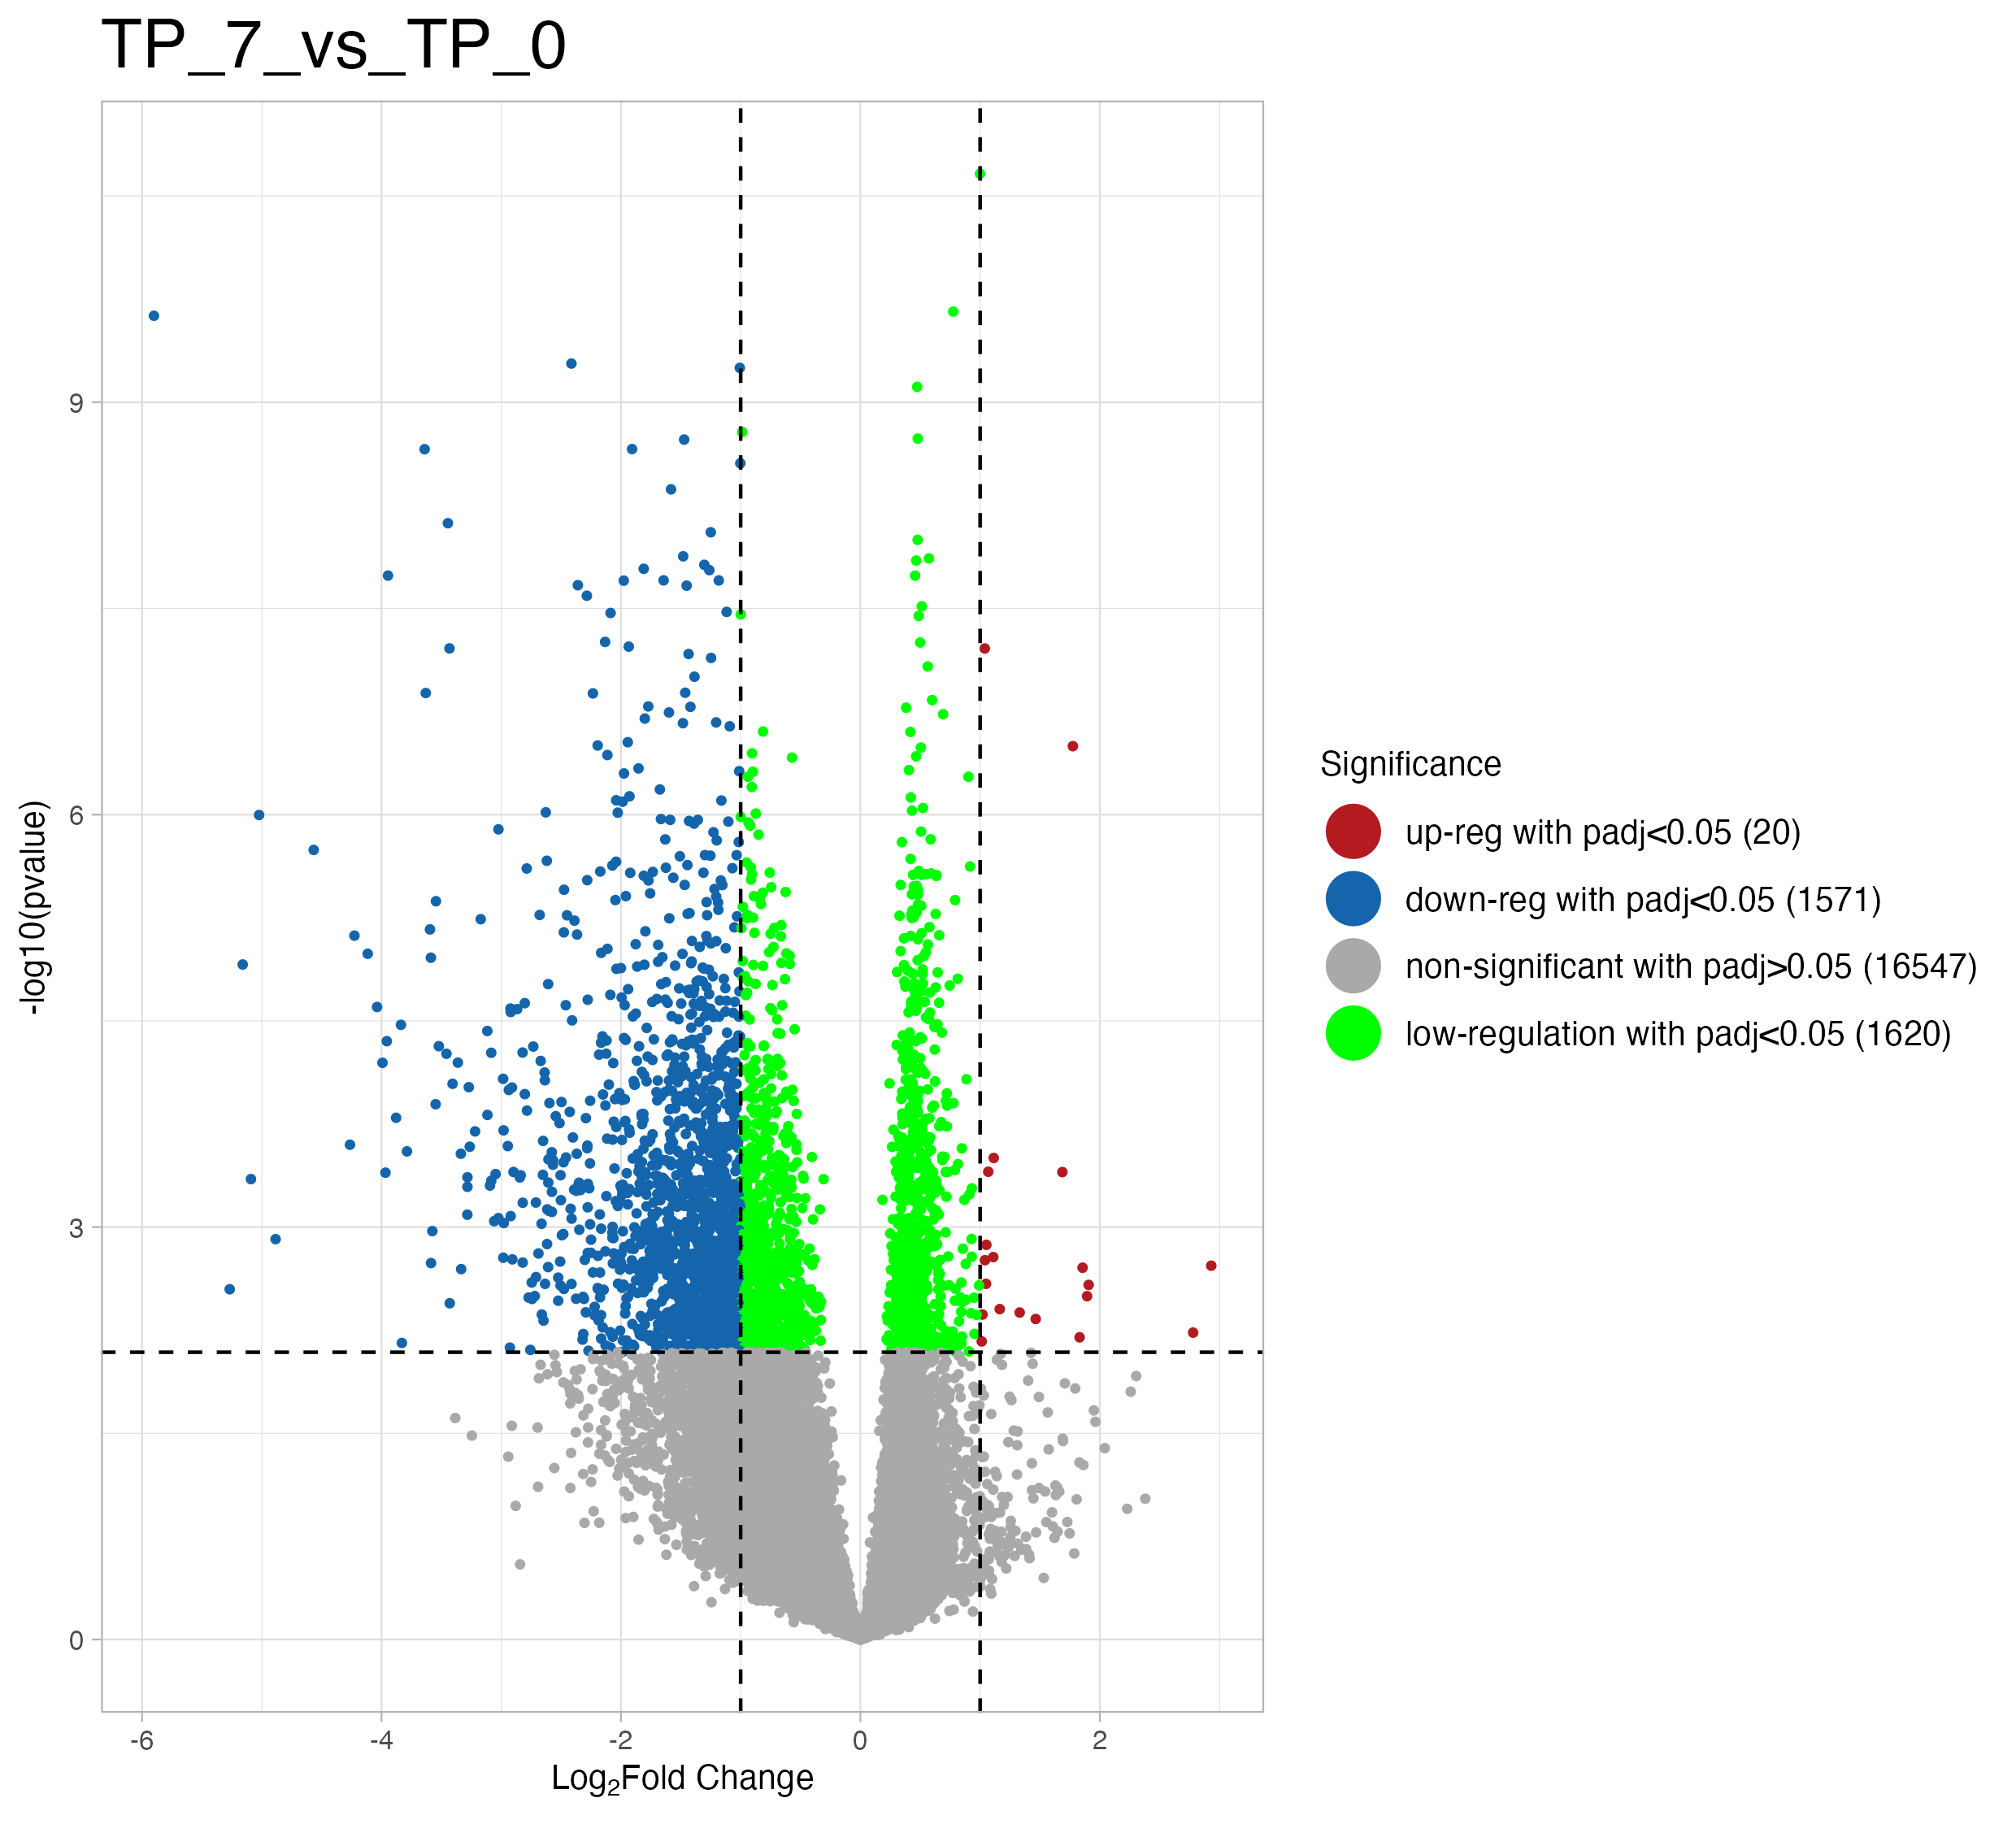 TP_7_vs_TP_0
-log10(pvalue)
9
6
3
0
-6
-4
-2
0
2
Log₂Fold Change
Significance
up-reg with padj<0.05 (20)
down-reg with padj<0.05 (1571)
non-significant with padj>0.05 (16547)
low-regulation with padj<0.05 (1620)